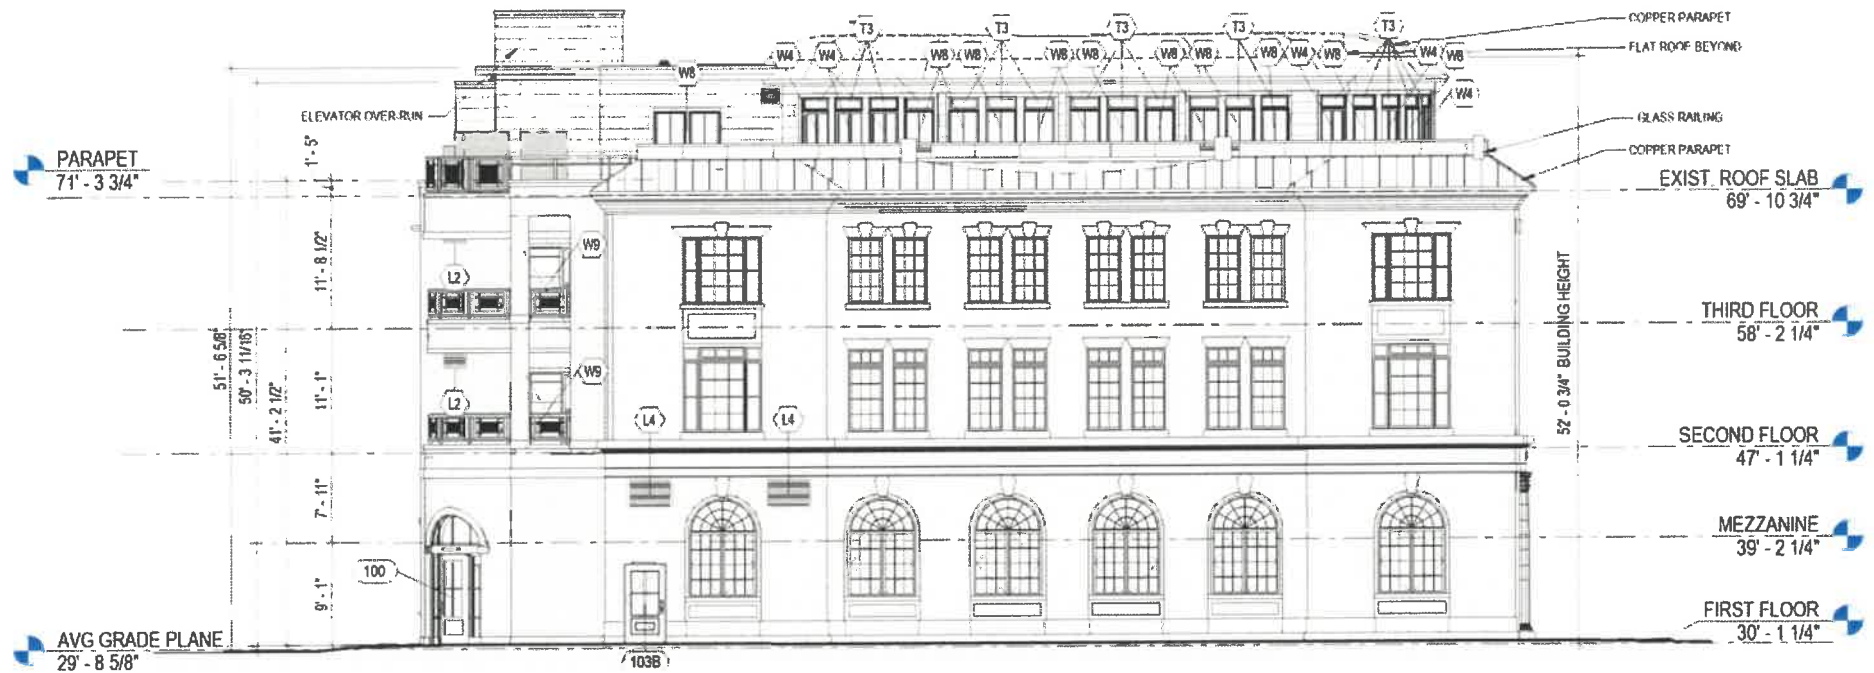 COPPER PARAPET
FLAT ROOF BEYOND
T3 T3 T3 T3 T3
W4 W4 W8 W8 W8 W8 W8 W8 W8 W4 W8 W4 W8
W8
W4
ELEVATOR OVER-RUN
GLASS RAILING
COPPER PARAPET
PARAPET
71' - 3 3/4"
1' - 5"
EXIST. ROOF SLAB
69' - 10 3/4"
11' - 8 1/2"
W9
L2
THIRD FLOOR
58' - 2 1/4"
51' - 6 5/8"
50' - 3 11/16"
41' - 2 1/2"
11' - 1"
W9
L2
L4 L4
52' - 0 3/4" BUILDING HEIGHT
SECOND FLOOR
47' - 1 1/4"
7' - 11"
MEZZANINE
39' - 2 1/4"
100
9' - 1"
FIRST FLOOR
30' - 1 1/4"
AVG GRADE PLANE
29' - 8 5/8"
103B